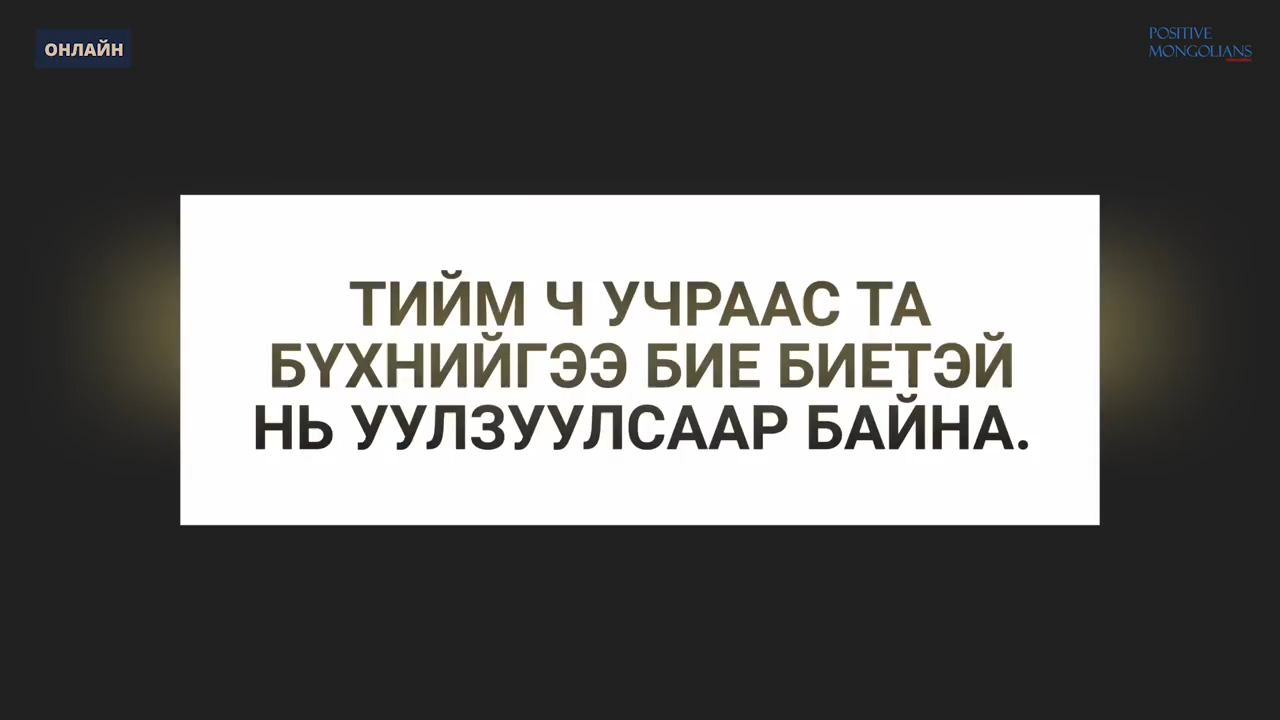 ОНЛАЙН
POSITIVE
MONGOLIANS
ТИЙМ Ч УЧРААС ТА
БҮХНИЙГЭЭ БИЕ БИЕТЭЙ
НЬ УУЛЗУУЛСААР БАЙНА.